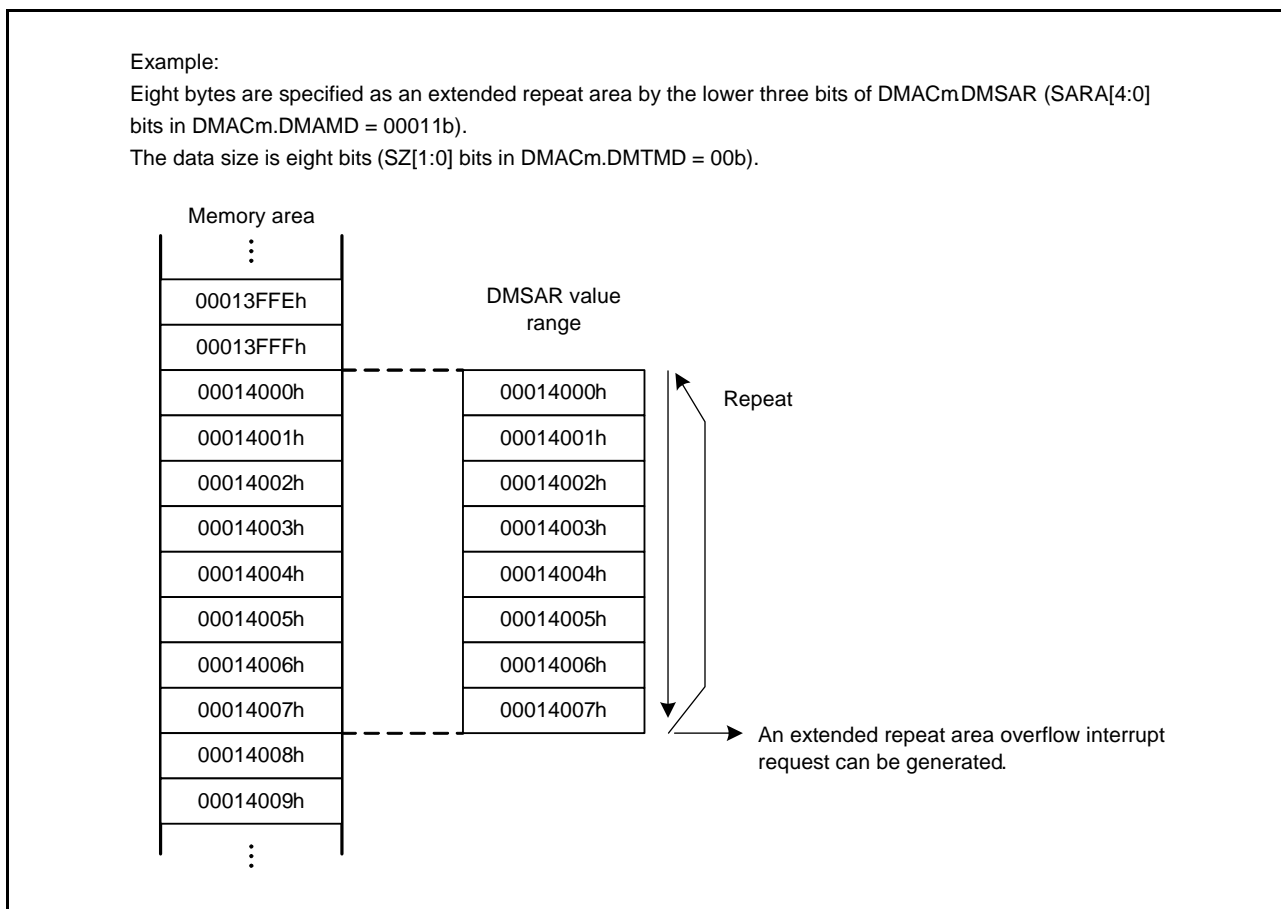 Example:
Eight bytes are specified as an extended repeat area by the lower three bits of DMACm.DMSAR (SARA[4:0]
bits in DMACm.DMAMD = 00011b).
The data size is eight bits (SZ[1:0] bits in DMACm.DMTMD = 00b).
Memory area
DMSAR value
range
00013FFEh
00013FFFh
00014000h
00014001h
00014002h
00014003h
00014004h
00014005h
00014006h
00014007h
00014008h
00014009h
00014000h
00014001h
00014002h
00014003h
00014004h
00014005h
00014006h
00014007h
Repeat
An extended repeat area overflow interrupt
request can be generated.